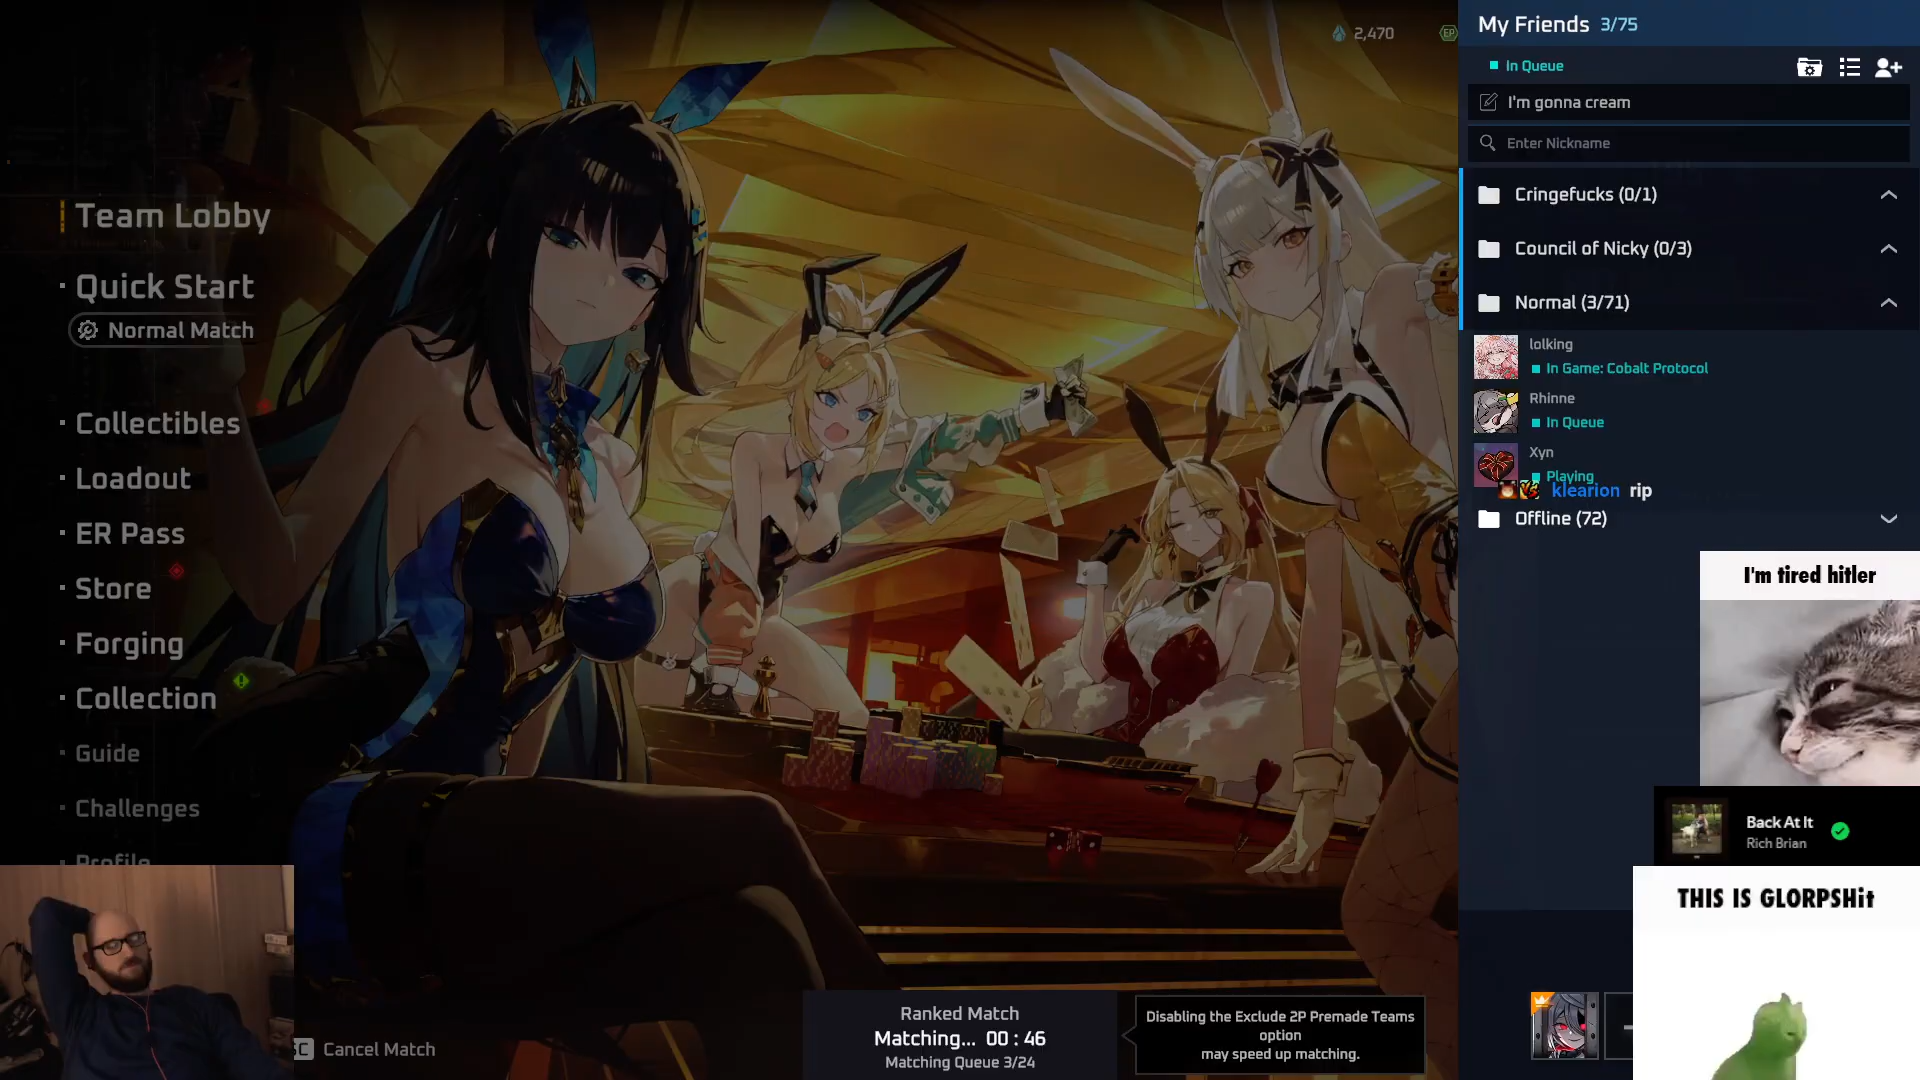 2,470
EP
My Friends 3/75
In Queue
I'm gonna cream
Enter Nickname
Cringefucks (0/1)
Council of Nicky (0/3)
Normal (3/71)
lolking
In Game: Cobalt Protocol
Rhinne
In Queue
Xyn
Playing
klearion rip
Offline (72)
Team Lobby
Quick Start
Normal Match
Collectibles
Loadout
ER Pass
Store
Forging
Collection
Guide
Challenges
Profile
I'm tired hitler
Back At It
Rich Brian
THIS IS GLORPSHit
Cancel Match
Ranked Match
Matching... 00 : 46
Matching Queue 3/24
Disabling the Exclude 2P Premade Teams
option
may speed up matching.